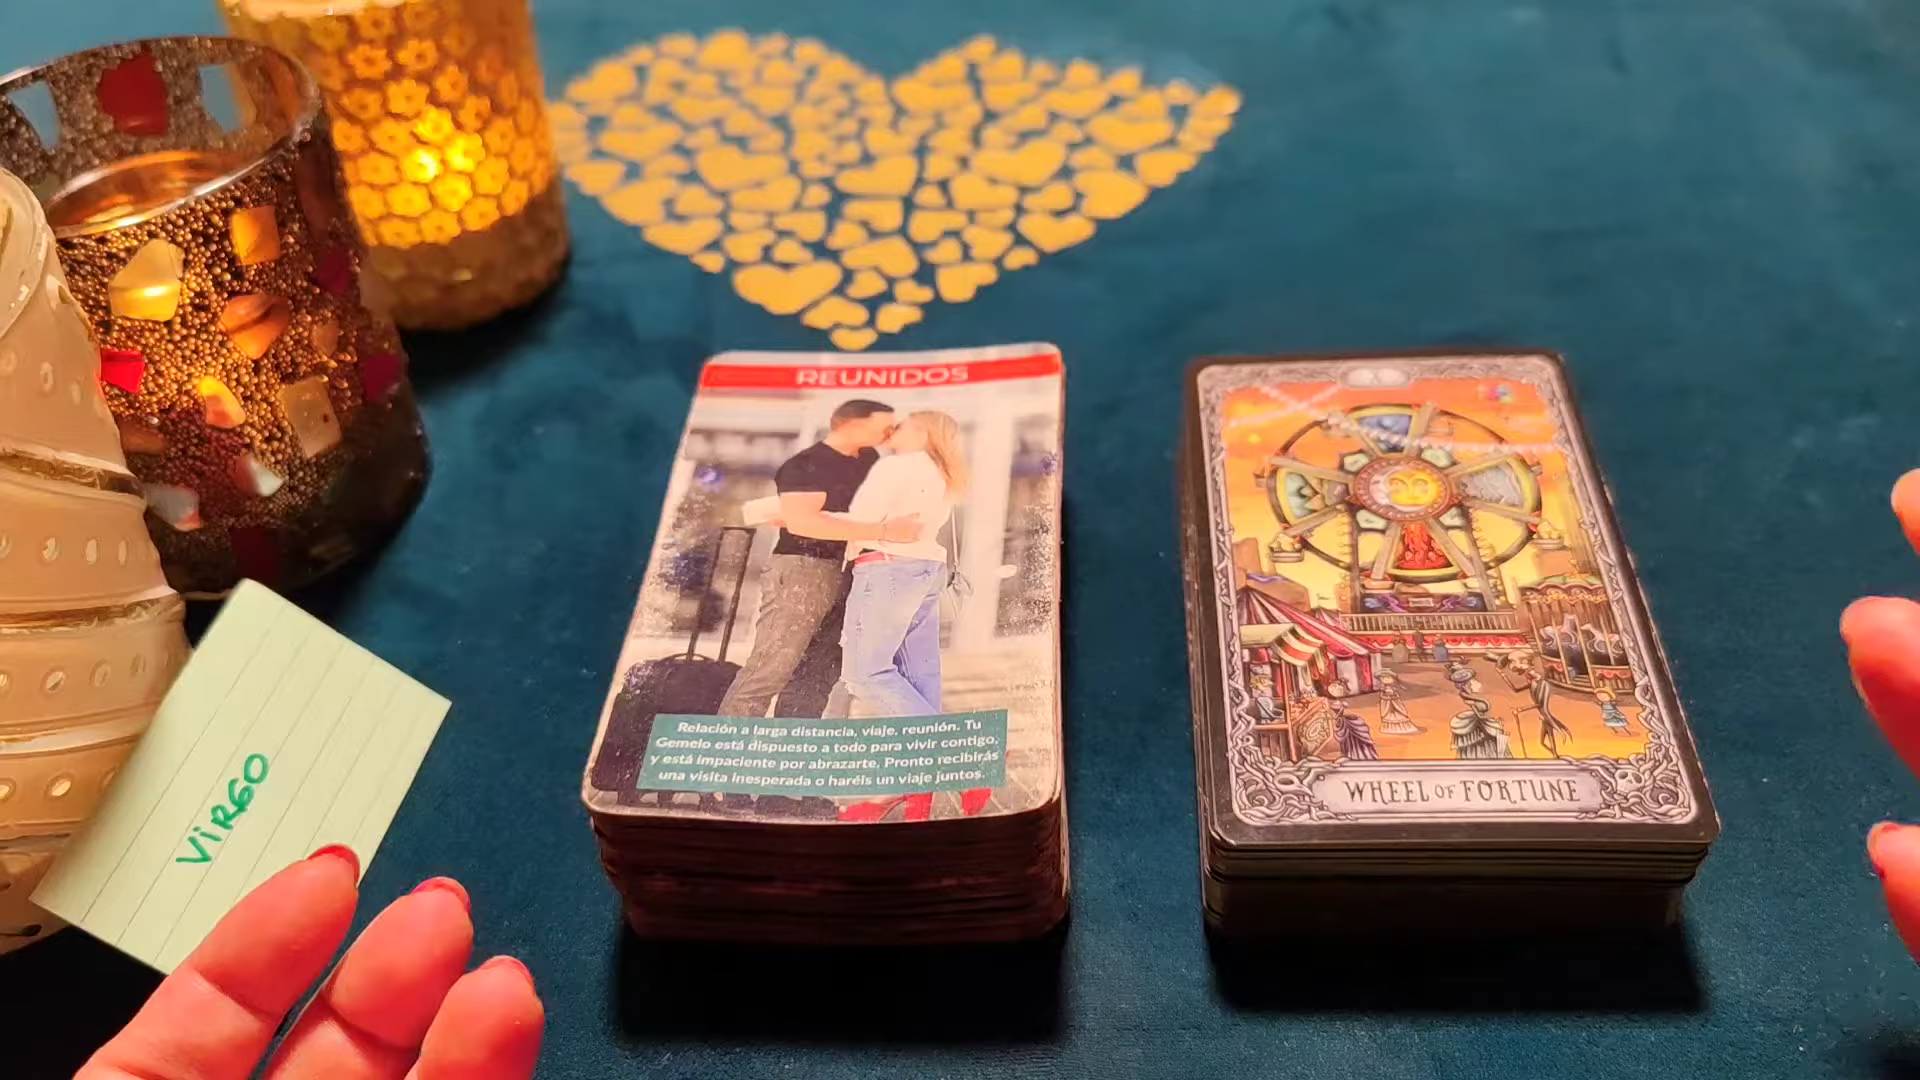 REUNIDOS
Relación a larga distancia, viaje, reunión. Tu
Gemelo está dispuesto a todo para vivir contigo,
y está impaciente por abrazarte. Pronto recibirás
una visita inesperada o haréis un viaje juntos.
X
WHEEL OF FORTUNE
VIRGO